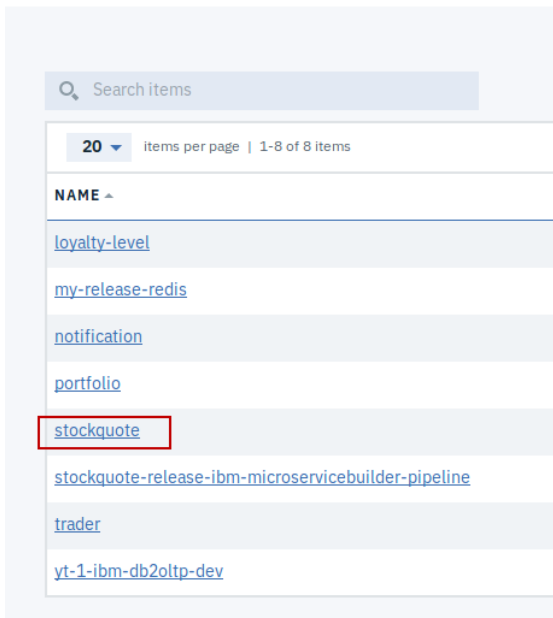 Search items
20 items per page | 1-8 of 8 items
NAME
loyalty-level
my-release-redis
notification
portfolio
stockquote
stockquote-release-ibm-microservicebuilder-pipeline
trader
yt-1-ibm-db2oltp-dev